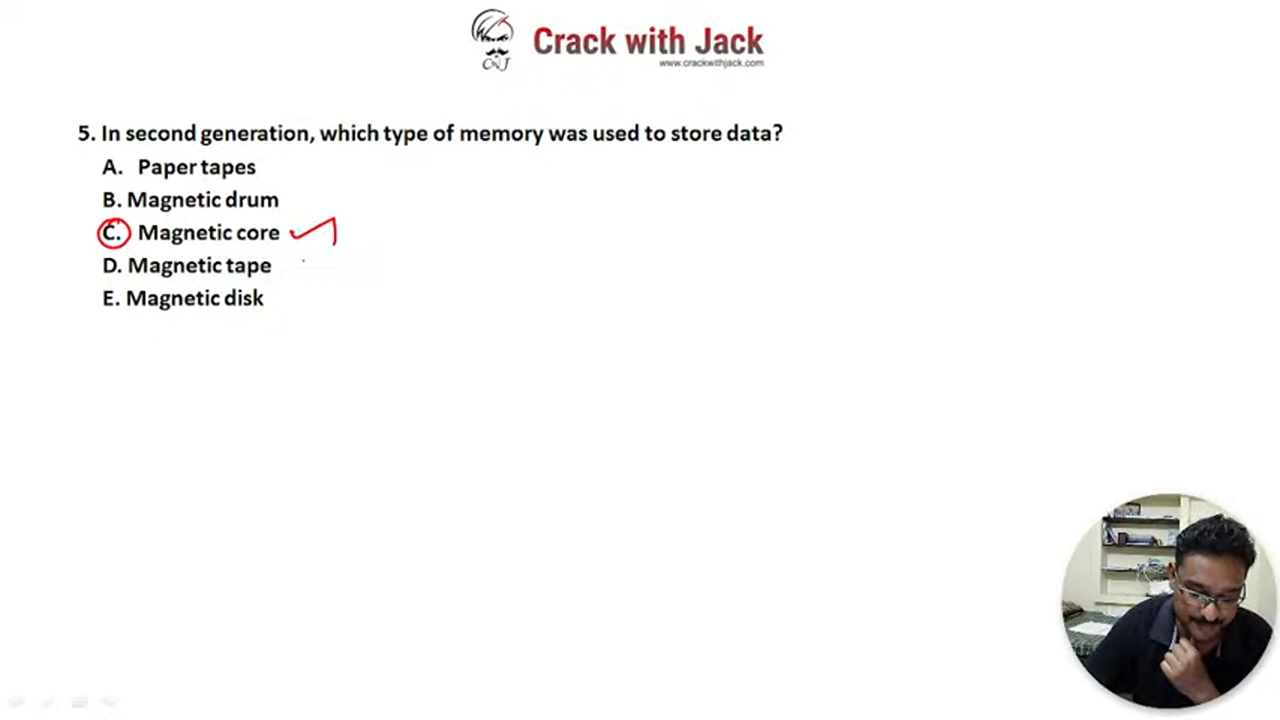 Crack with Jack
www.crackwithjack.com
CwJ
5. In second generation, which type of memory was used to store data?
A. Paper tapes
B. Magnetic drum
C. Magnetic core
D. Magnetic tape
E. Magnetic disk